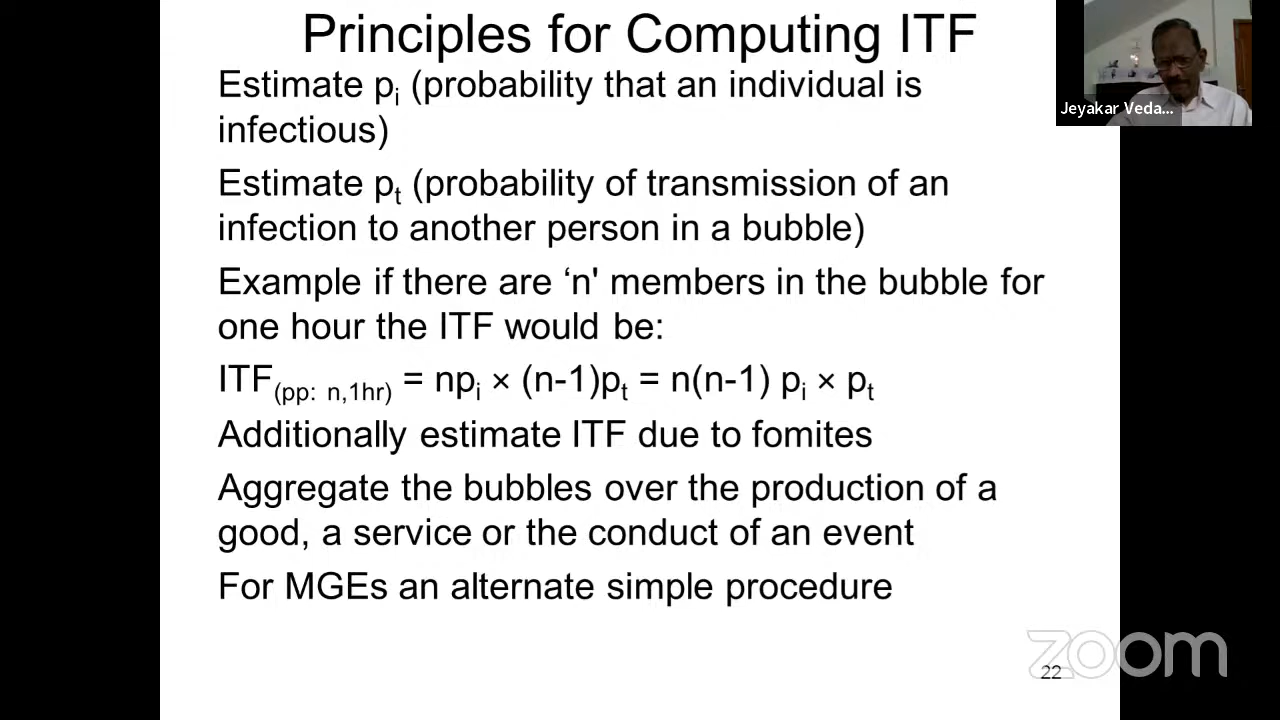 Principles for Computing ITF
Estimate pi (probability that an individual is
infectious)
Estimate pt (probability of transmission of an
infection to another person in a bubble)
Example if there are ‘n' members in the bubble for
one hour the ITF would be:
ITF(pp: n,1hr) = npi × (n-1)pt = n(n-1) pi × pt
Additionally estimate ITF due to fomites
Aggregate the bubbles over the production of a
good, a service or the conduct of an event
For MGEs an alternate simple procedure
Jeyakar Veda...
zoom
22